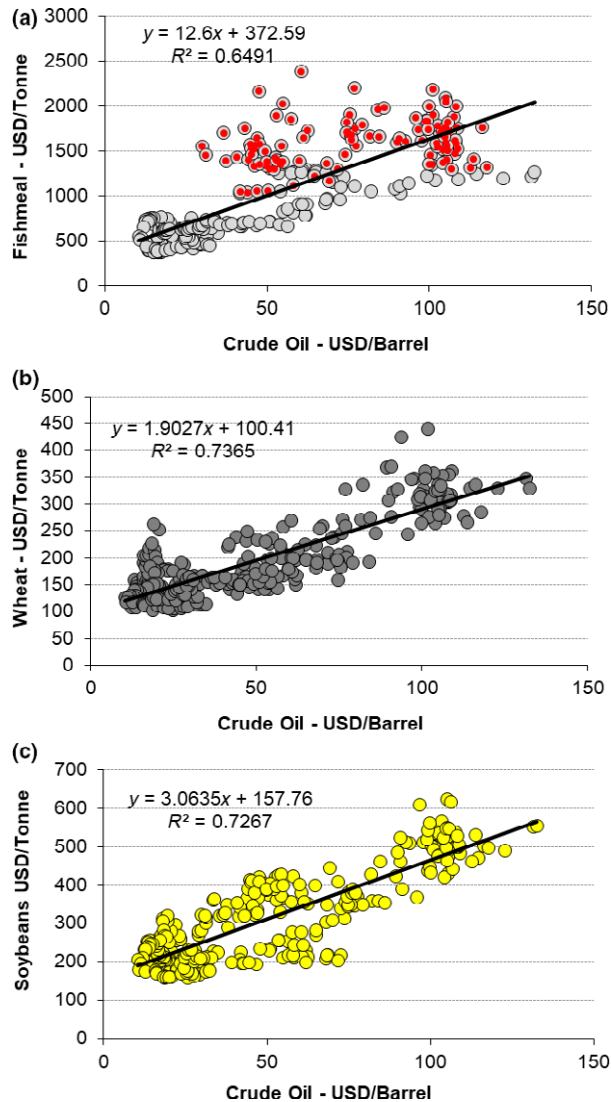 (a)
y = 12.6x + 372.59
R² = 0.6491
Fishmeal - USD/Tonne
3000
2500
2000
1500
1000
500
0
0 50 100 150
Crude Oil - USD/Barrel
(b)
y = 1.9027x + 100.41
R² = 0.7365
Wheat - USD/Tonne
500
450
400
350
300
250
200
150
100
50
0
0 50 100 150
Crude Oil - USD/Barrel
(c)
y = 3.0635x + 157.76
R² = 0.7267
Soybeans USD/Tonne
700
600
500
400
300
200
100
0
0 50 100 150
Crude Oil - USD/Barrel